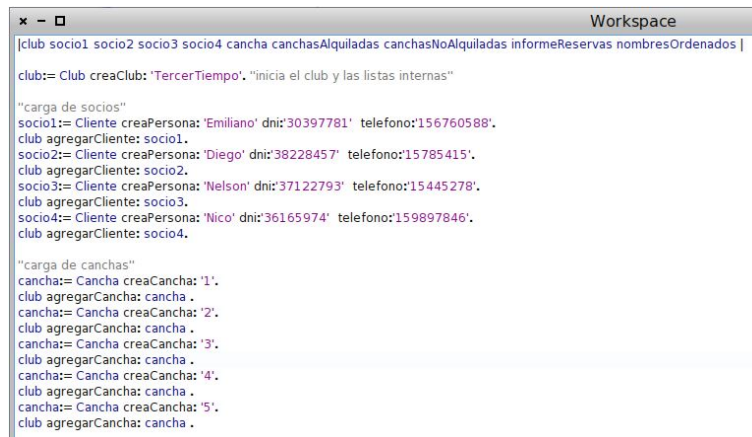 Workspace
|club socio1 socio2 socio3 socio4 cancha canchasAlquiladas canchasNoAlquiladas informeReservas nombresOrdenados |
club:= Club creaClub: 'TercerTiempo'. "inicia el club y las listas internas"
"carga de socios"
socio1:= Cliente creaPersona: 'Emiliano' dni:'30397781' telefono:'156760588'.
club agregarCliente: socio1.
socio2:= Cliente creaPersona: 'Diego' dni:'38228457' telefono:'15785415'.
club agregarCliente: socio2.
socio3:= Cliente creaPersona: 'Nelson' dni:'37122793' telefono:'15445278'.
club agregarCliente: socio3.
socio4:= Cliente creaPersona: 'Nico' dni:'36165974' telefono:'159897846'.
club agregarCliente: socio4.
"carga de canchas"
cancha:= Cancha creaCancha: '1'.
club agregarCancha: cancha .
cancha:= Cancha creaCancha: '2'.
club agregarCancha: cancha .
cancha:= Cancha creaCancha: '3'.
club agregarCancha: cancha .
cancha:= Cancha creaCancha: '4'.
club agregarCancha: cancha .
cancha:= Cancha creaCancha: '5'.
club agregarCancha: cancha .